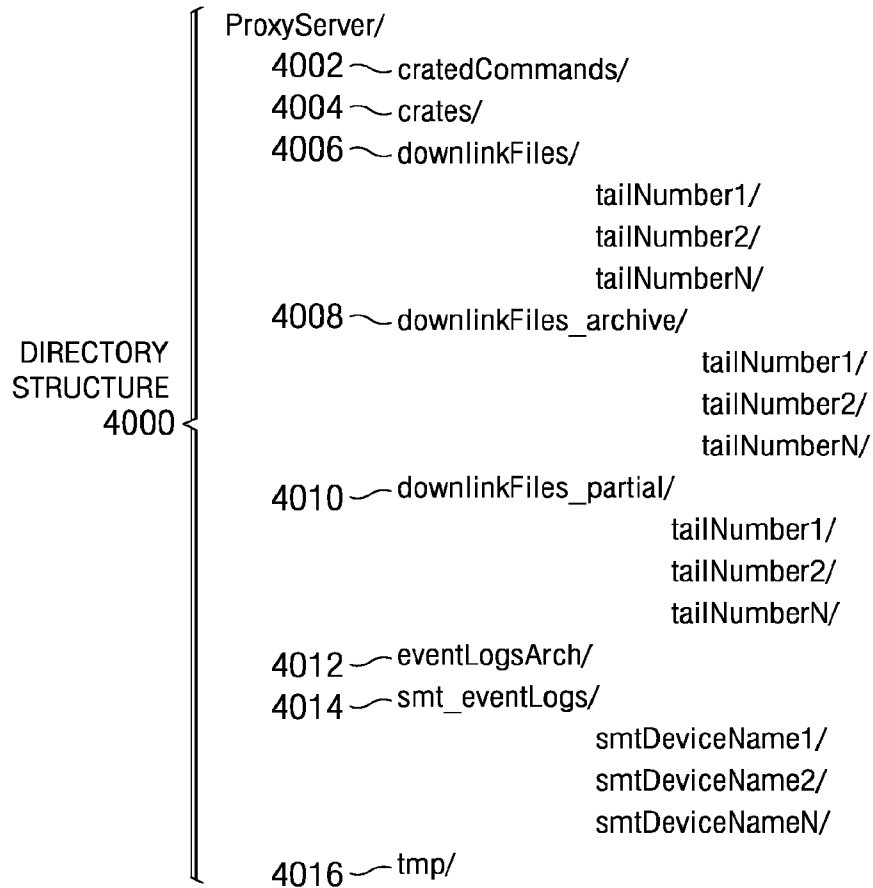 ProxyServer/
4002 cratedCommands/
4004 crates/
4006 downlinkFiles/
tailNumber1/
tailNumber2/
tailNumberN/
4008 downlinkFiles_archive/
DIRECTORY
STRUCTURE
4000
tailNumber1/
tailNumber2/
tailNumberN/
4010 downlinkFiles_partial/
tailNumber1/
tailNumber2/
tailNumberN/
4012 eventLogsArch/
4014 smt_eventLogs/
smtDeviceName1/
smtDeviceName2/
smtDeviceNameN/
4016 tmp/